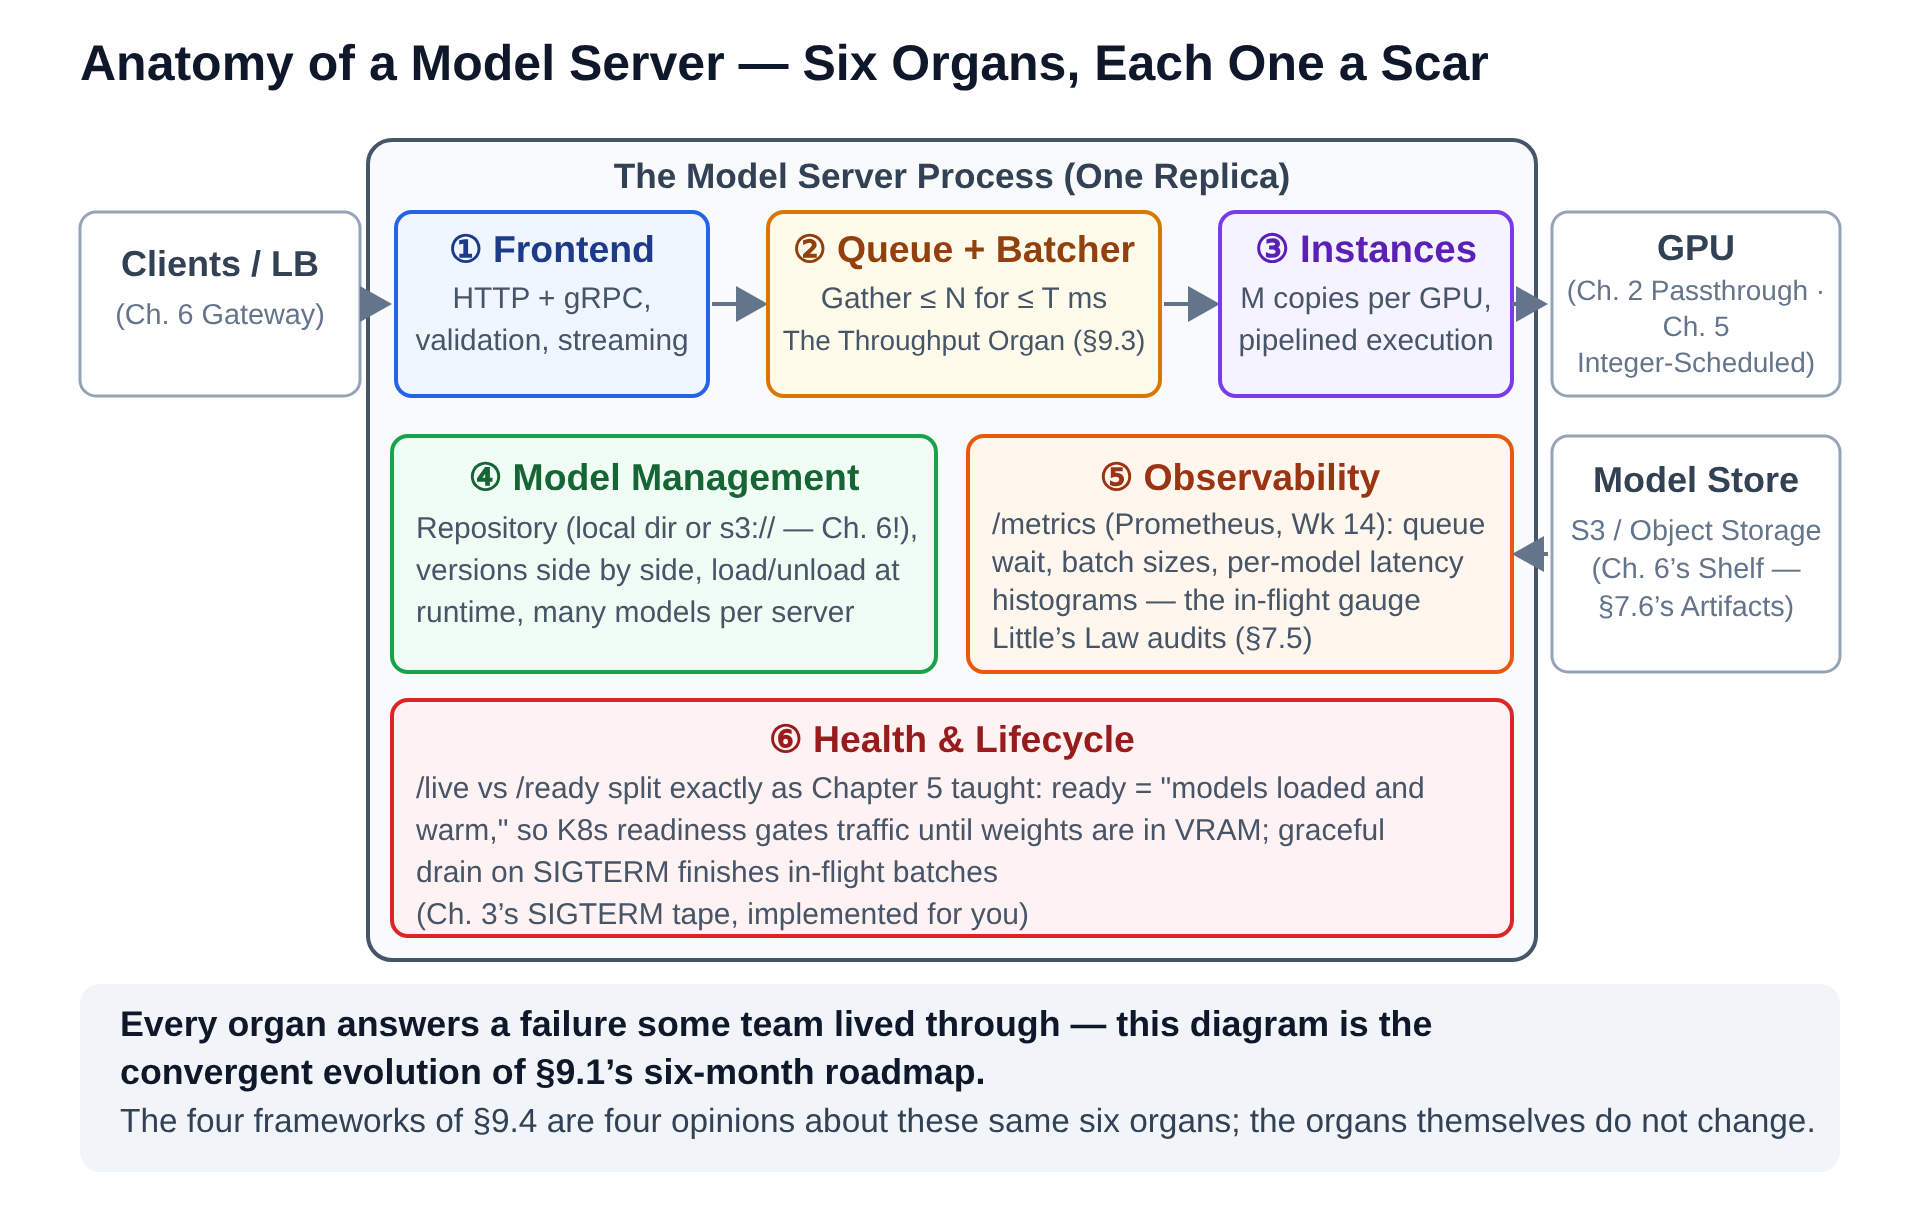 Anatomy of a Model Server — Six Organs, Each One a Scar
The Model Server Process (One Replica)
Clients / LB
(Ch. 6 Gateway)
① Frontend
HTTP + gRPC,
validation, streaming
② Queue + Batcher
Gather ≤ N for ≤ T ms
The Throughput Organ (§9.3)
③ Instances
M copies per GPU,
pipelined execution
GPU
(Ch. 2 Passthrough ·
Ch. 5
Integer-Scheduled)
④ Model Management
Repository (local dir or s3:// — Ch. 6!),
versions side by side, load/unload at
runtime, many models per server
⑤ Observability
/metrics (Prometheus, Wk 14): queue
wait, batch sizes, per-model latency
histograms — the in-flight gauge
Little’s Law audits (§7.5)
Model Store
S3 / Object Storage
(Ch. 6’s Shelf —
§7.6’s Artifacts)
⑥ Health & Lifecycle
/live vs /ready split exactly as Chapter 5 taught: ready = "models loaded and
warm," so K8s readiness gates traffic until weights are in VRAM; graceful
drain on SIGTERM finishes in-flight batches
(Ch. 3’s SIGTERM tape, implemented for you)
Every organ answers a failure some team lived through — this diagram is the
convergent evolution of §9.1’s six-month roadmap.
The four frameworks of §9.4 are four opinions about these same six organs; the organs themselves do not change.